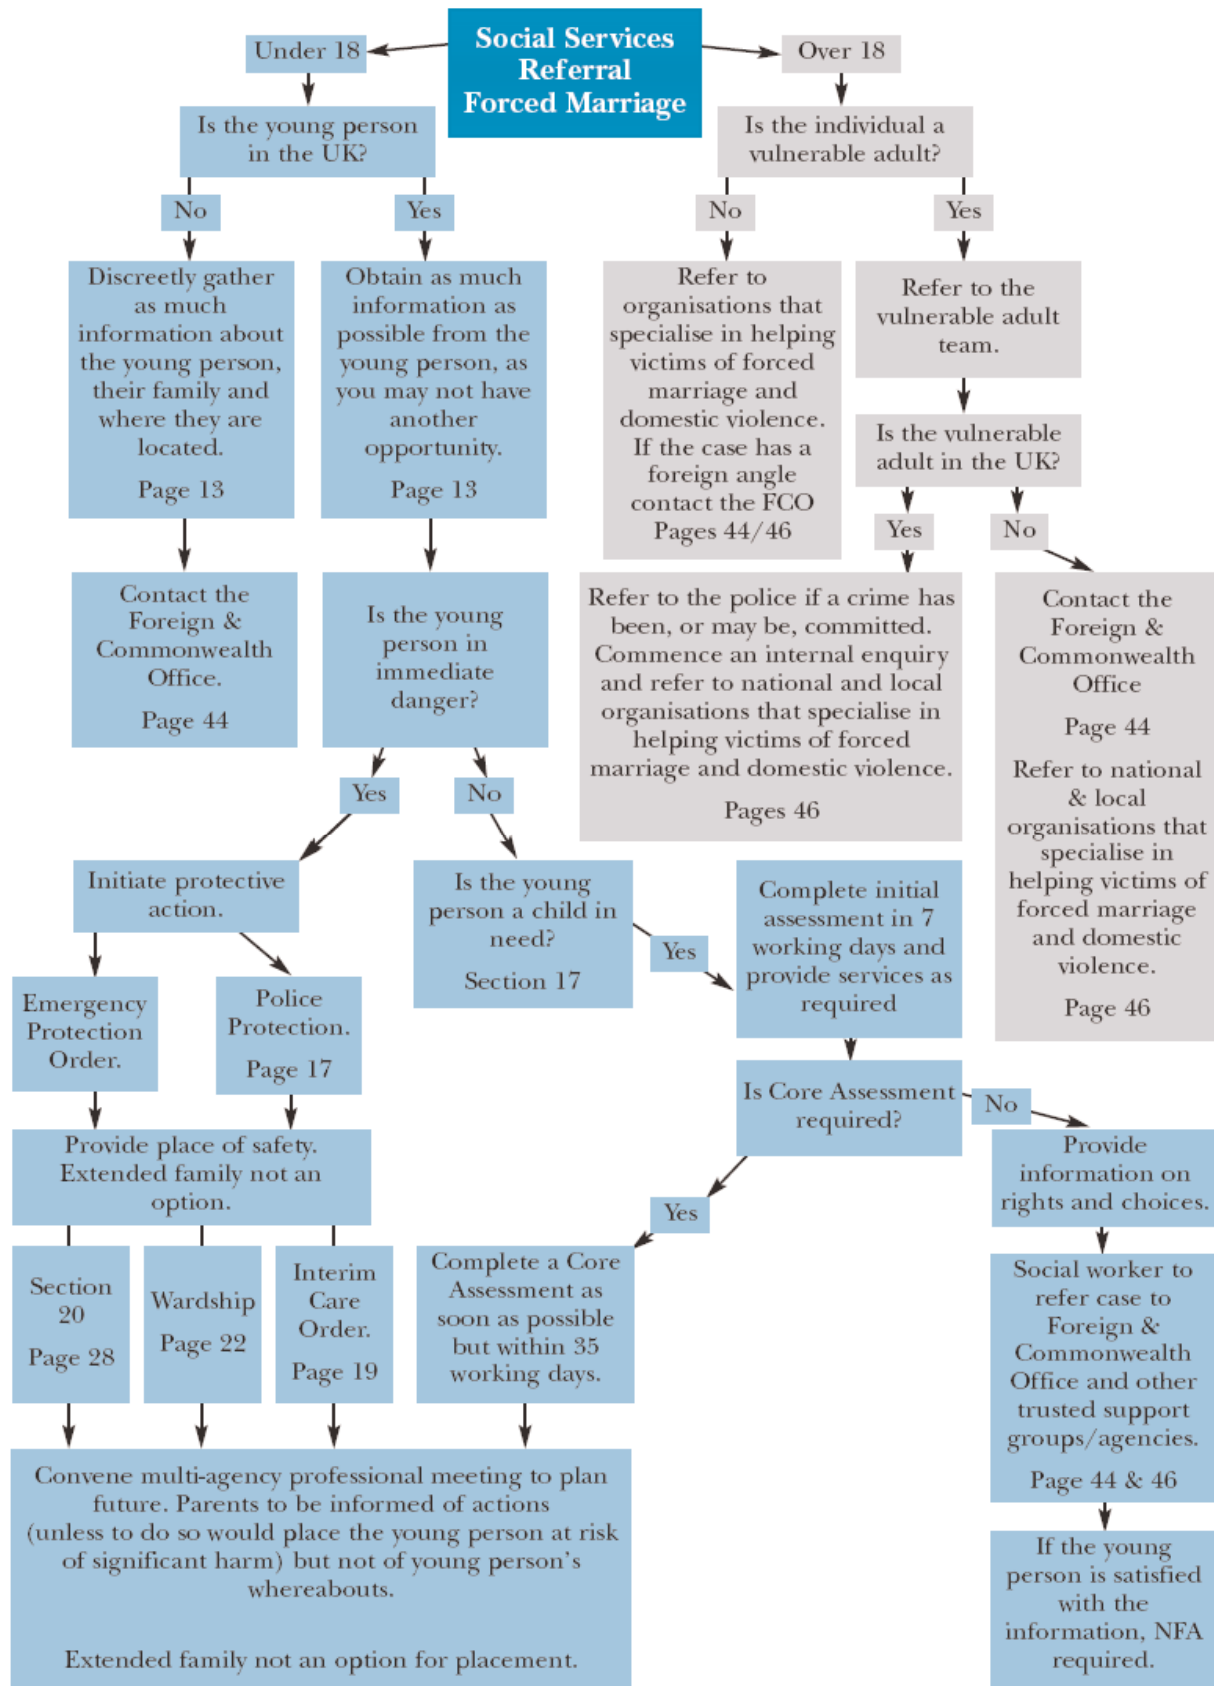 Social Services
Referral
Forced Marriage
Under 18
Over 18
Is the young person
in the UK?
Is the individual a
vulnerable adult?
No
Yes
No
Yes
Discreetly gather
as much
information about
the young person,
their family and
where they are
located.
Page 13
Obtain as much
information as
possible from the
young person, as
you may not have
another
opportunity.
Page 13
Refer to
organisations that
specialise in helping
victims of forced
marriage and
domestic violence.
If the case has a
foreign angle
contact the FCO
Pages 44/46
Refer to the
vulnerable adult
team.
Is the vulnerable
adult in the UK?
Yes
No
Contact the
Foreign &
Commonwealth
Office.
Page 44
Is the young
person in
immediate
danger?
Refer to the police if a crime has
been, or may be, committed.
Commence an internal enquiry
and refer to national and local
organisations that specialise in
helping victims of forced
marriage and domestic violence.
Pages 46
Contact the
Foreign &
Commonwealth
Office
Page 44
Refer to national
& local
organisations that
specialise in
helping victims of
forced marriage
and domestic
violence.
Page 46
Yes
No
Initiate protective
action.
Is the young
person a child in
need?
Section 17
Yes
Complete initial
assessment in 7
working days and
provide services as
required
Emergency
Protection
Order.
Police
Protection.
Page 17
Is Core Assessment
required?
No
Provide place of safety.
Extended family not an
option.
Provide
information on
rights and choices.
Yes
Section
20
Page 28
Wardship
Page 22
Interim
Care
Order.
Page 19
Complete a Core
Assessment as
soon as possible
but within 35
working days.
Social worker to
refer case to
Foreign &
Commonwealth
Office and other
trusted support
groups/agencies.
Page 44 & 46
Convene multi-agency professional meeting to plan
future. Parents to be informed of actions
(unless to do so would place the young person at risk
of significant harm) but not of young person's
whereabouts.
Extended family not an option for placement.
If the young
person is satisfied
with the
information, NFA
required.